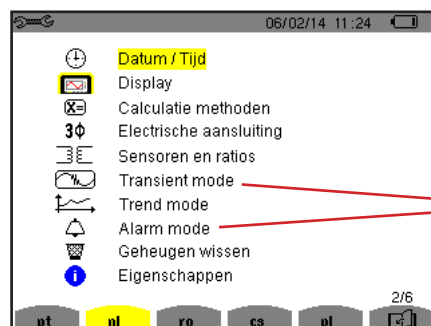 06/02/14 11:24
Datum / Tijd
Display
Calculatie methoden
3ф Electrische aansluiting
Sensoren en ratios
Transient mode
Trend mode
Alarm mode
Geheugen wissen
Eigenschappen
2/6
pt nl ro cs pl